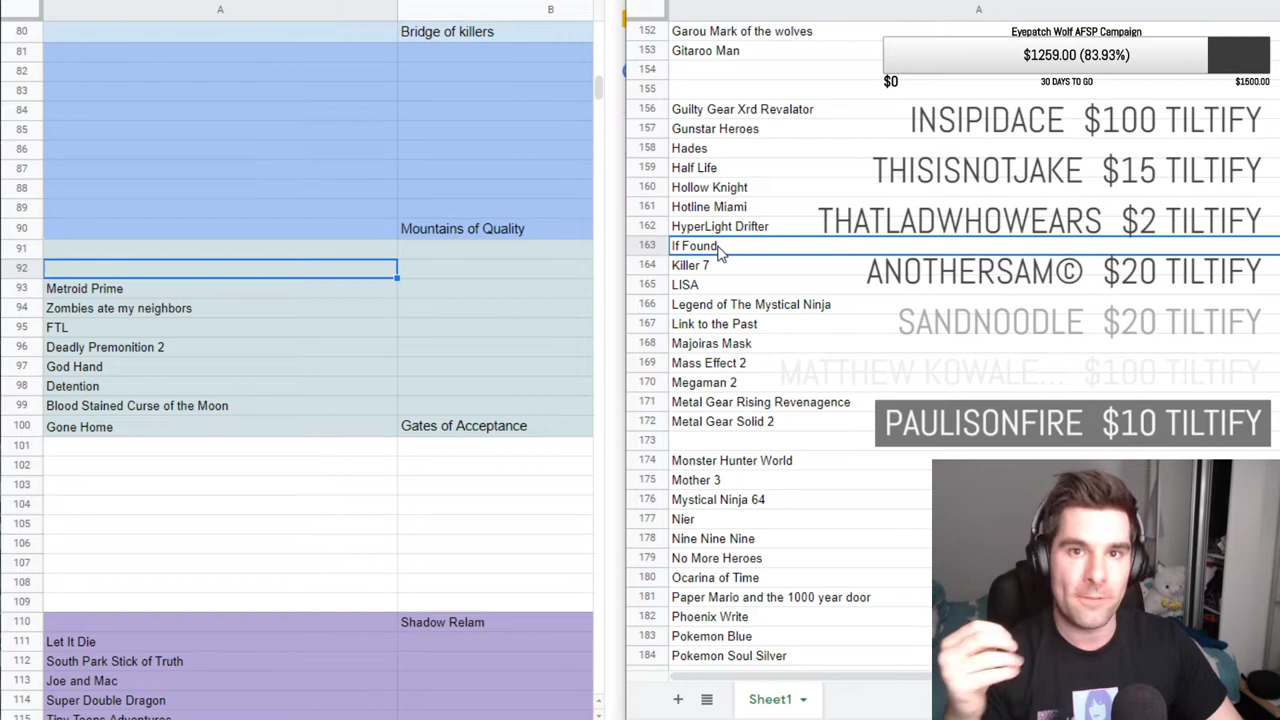 A
B
80
Bridge of killers
81
82
83
84
85
86
87
88
89
90
Mountains of Quality
91
92
93
Metroid Prime
94
Zombies ate my neighbors
95
FTL
96
Deadly Premonition 2
97
God Hand
98
Detention
99
Blood Stained Curse of the Moon
100
Gone Home
Gates of Acceptance
101
102
103
104
105
106
107
108
109
110
Shadow Relam
111
Let It Die
112
South Park Stick of Truth
113
Joe and Mac
114
Super Double Dragon
115
Tiny Toons Adventures
A
152
Garou Mark of the wolves
153
Gitaroo Man
154
155
156
Guilty Gear Xrd Revalator
157
Gunstar Heroes
158
Hades
159
Half Life
160
Hollow Knight
161
Hotline Miami
162
HyperLight Drifter
163
If Found
164
Killer 7
165
LISA
166
Legend of The Mystical Ninja
167
Link to the Past
168
Majoiras Mask
169
Mass Effect 2
170
Megaman 2
171
Metal Gear Rising Revenagence
172
Metal Gear Solid 2
173
174
Monster Hunter World
175
Mother 3
176
Mystical Ninja 64
177
Nier
178
Nine Nine Nine
179
No More Heroes
180
Ocarina of Time
181
Paper Mario and the 1000 year door
182
Phoenix Write
183
Pokemon Blue
184
Pokemon Soul Silver
Sheet1
Eyepatch Wolf AFSP Campaign
$1259.00 (83.93%)
$0
30 DAYS TO GO
$1500.00
INSIPIDACE $100 TILTIFY
THISISNOTJAKE $15 TILTIFY
THATLADWHOWEARS $2 TILTIFY
ANOTHERSAM© $20 TILTIFY
SANDNOODLE $20 TILTIFY
MATTHEW KOWALE... $100 TILTIFY
PAULISONFIRE $10 TILTIFY